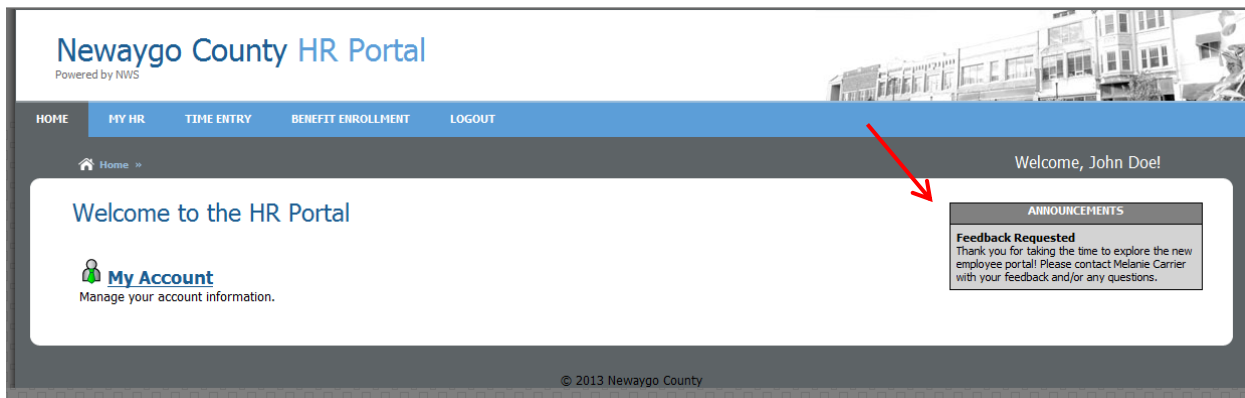 Newaygo County HR Portal
Powered by NWS
HOME MY HR TIME ENTRY BENEFIT ENROLLMENT LOGOUT
Home »
Welcome, John Doe!
Welcome to the HR Portal
My Account
Manage your account information.
ANNOUNCEMENTS
Feedback Requested
Thank you for taking the time to explore the new
employee portal! Please contact Melanie Carrier
with your feedback and/or any questions.
© 2013 Newaygo County